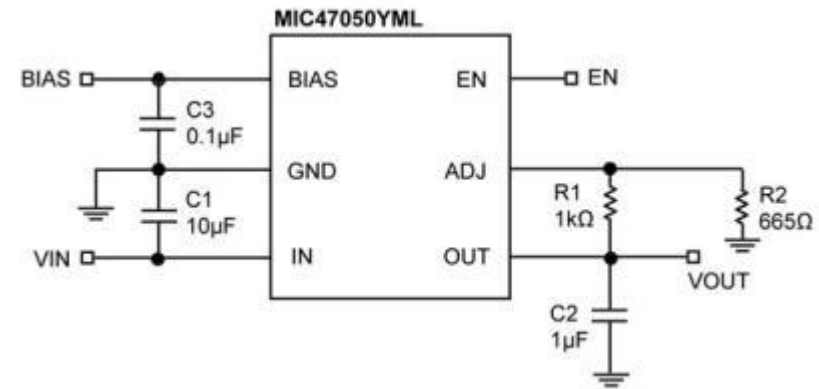 MIC47050YML
BIAS
BIAS
EN
EN
C3
0.1µF
GND
ADJ
C1
10µF
R1
1kΩ
R2
665Ω
VIN
IN
OUT
VOUT
C2
1µF